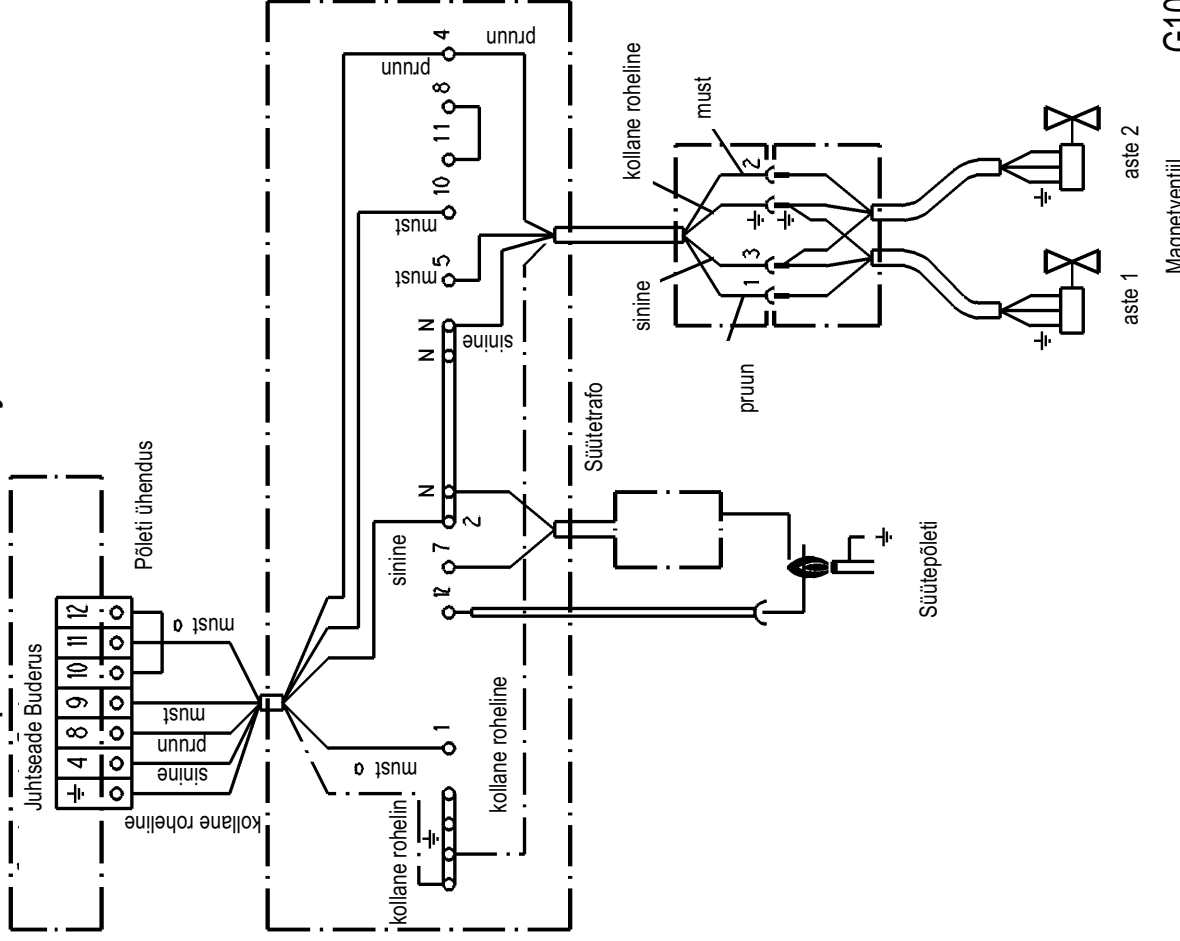 Juhtseade Buderus
4
8
9
10
11
12
Põleti ühendus
kollane roheline
sinine
pruun
must
must o
kollane rohelin
must o
1
kollane roheline
12
7
2
sinine
N
N
N
sinine
5
must
10
must
11
8
4
pruun
pruun
Süütetrafo
Süütepõleti
sinine
pruun
kollane roheline
must
1
3
2
aste 1
aste 2
Magnetventiil